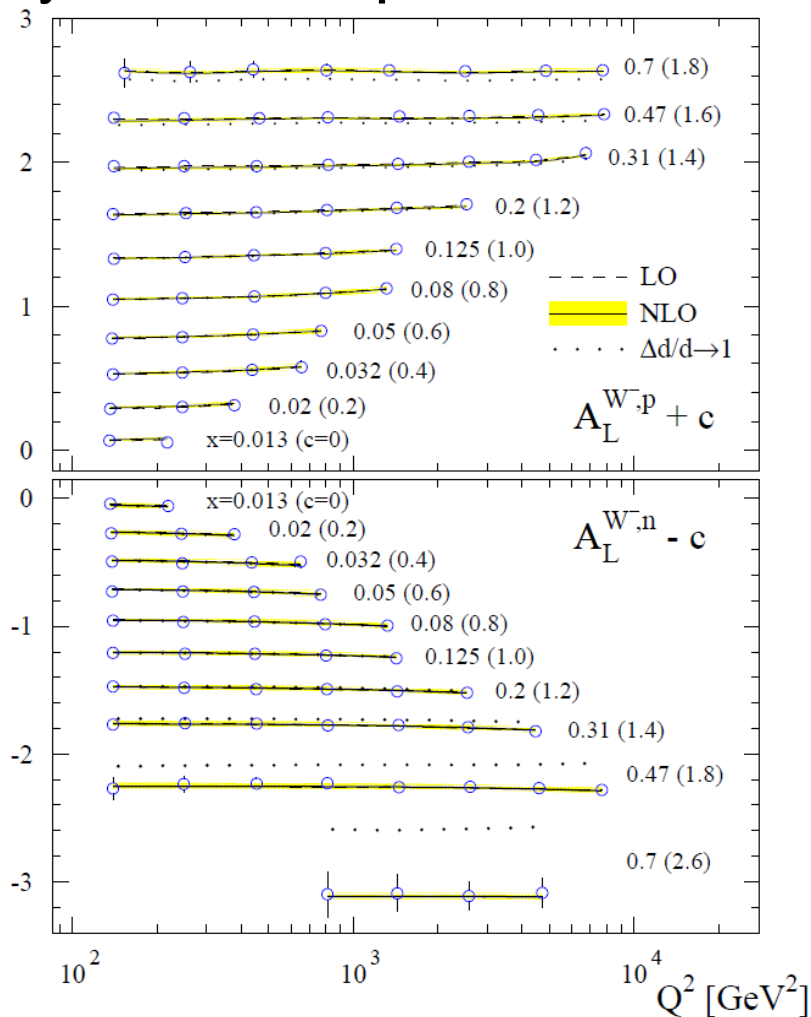 3
0.7 (1.8)
0.47 (1.6)
2
0.31 (1.4)
0.2 (1.2)
0.125 (1.0)
LO
1
0.08 (0.8)
NLO
0.05 (0.6)
Δd/d→1
0.032 (0.4)
0.02 (0.2)
A_L^{W⁻,p} + c
0
x=0.013 (c=0)
0
x=0.013 (c=0)
0.02 (0.2)
A_L^{W⁻,n} - c
0.032 (0.4)
0.05 (0.6)
-1
0.08 (0.8)
0.125 (1.0)
0.2 (1.2)
0.31 (1.4)
-2
0.47 (1.8)
0.7 (2.6)
-3
10² 10³ 10⁴
Q² [GeV²]